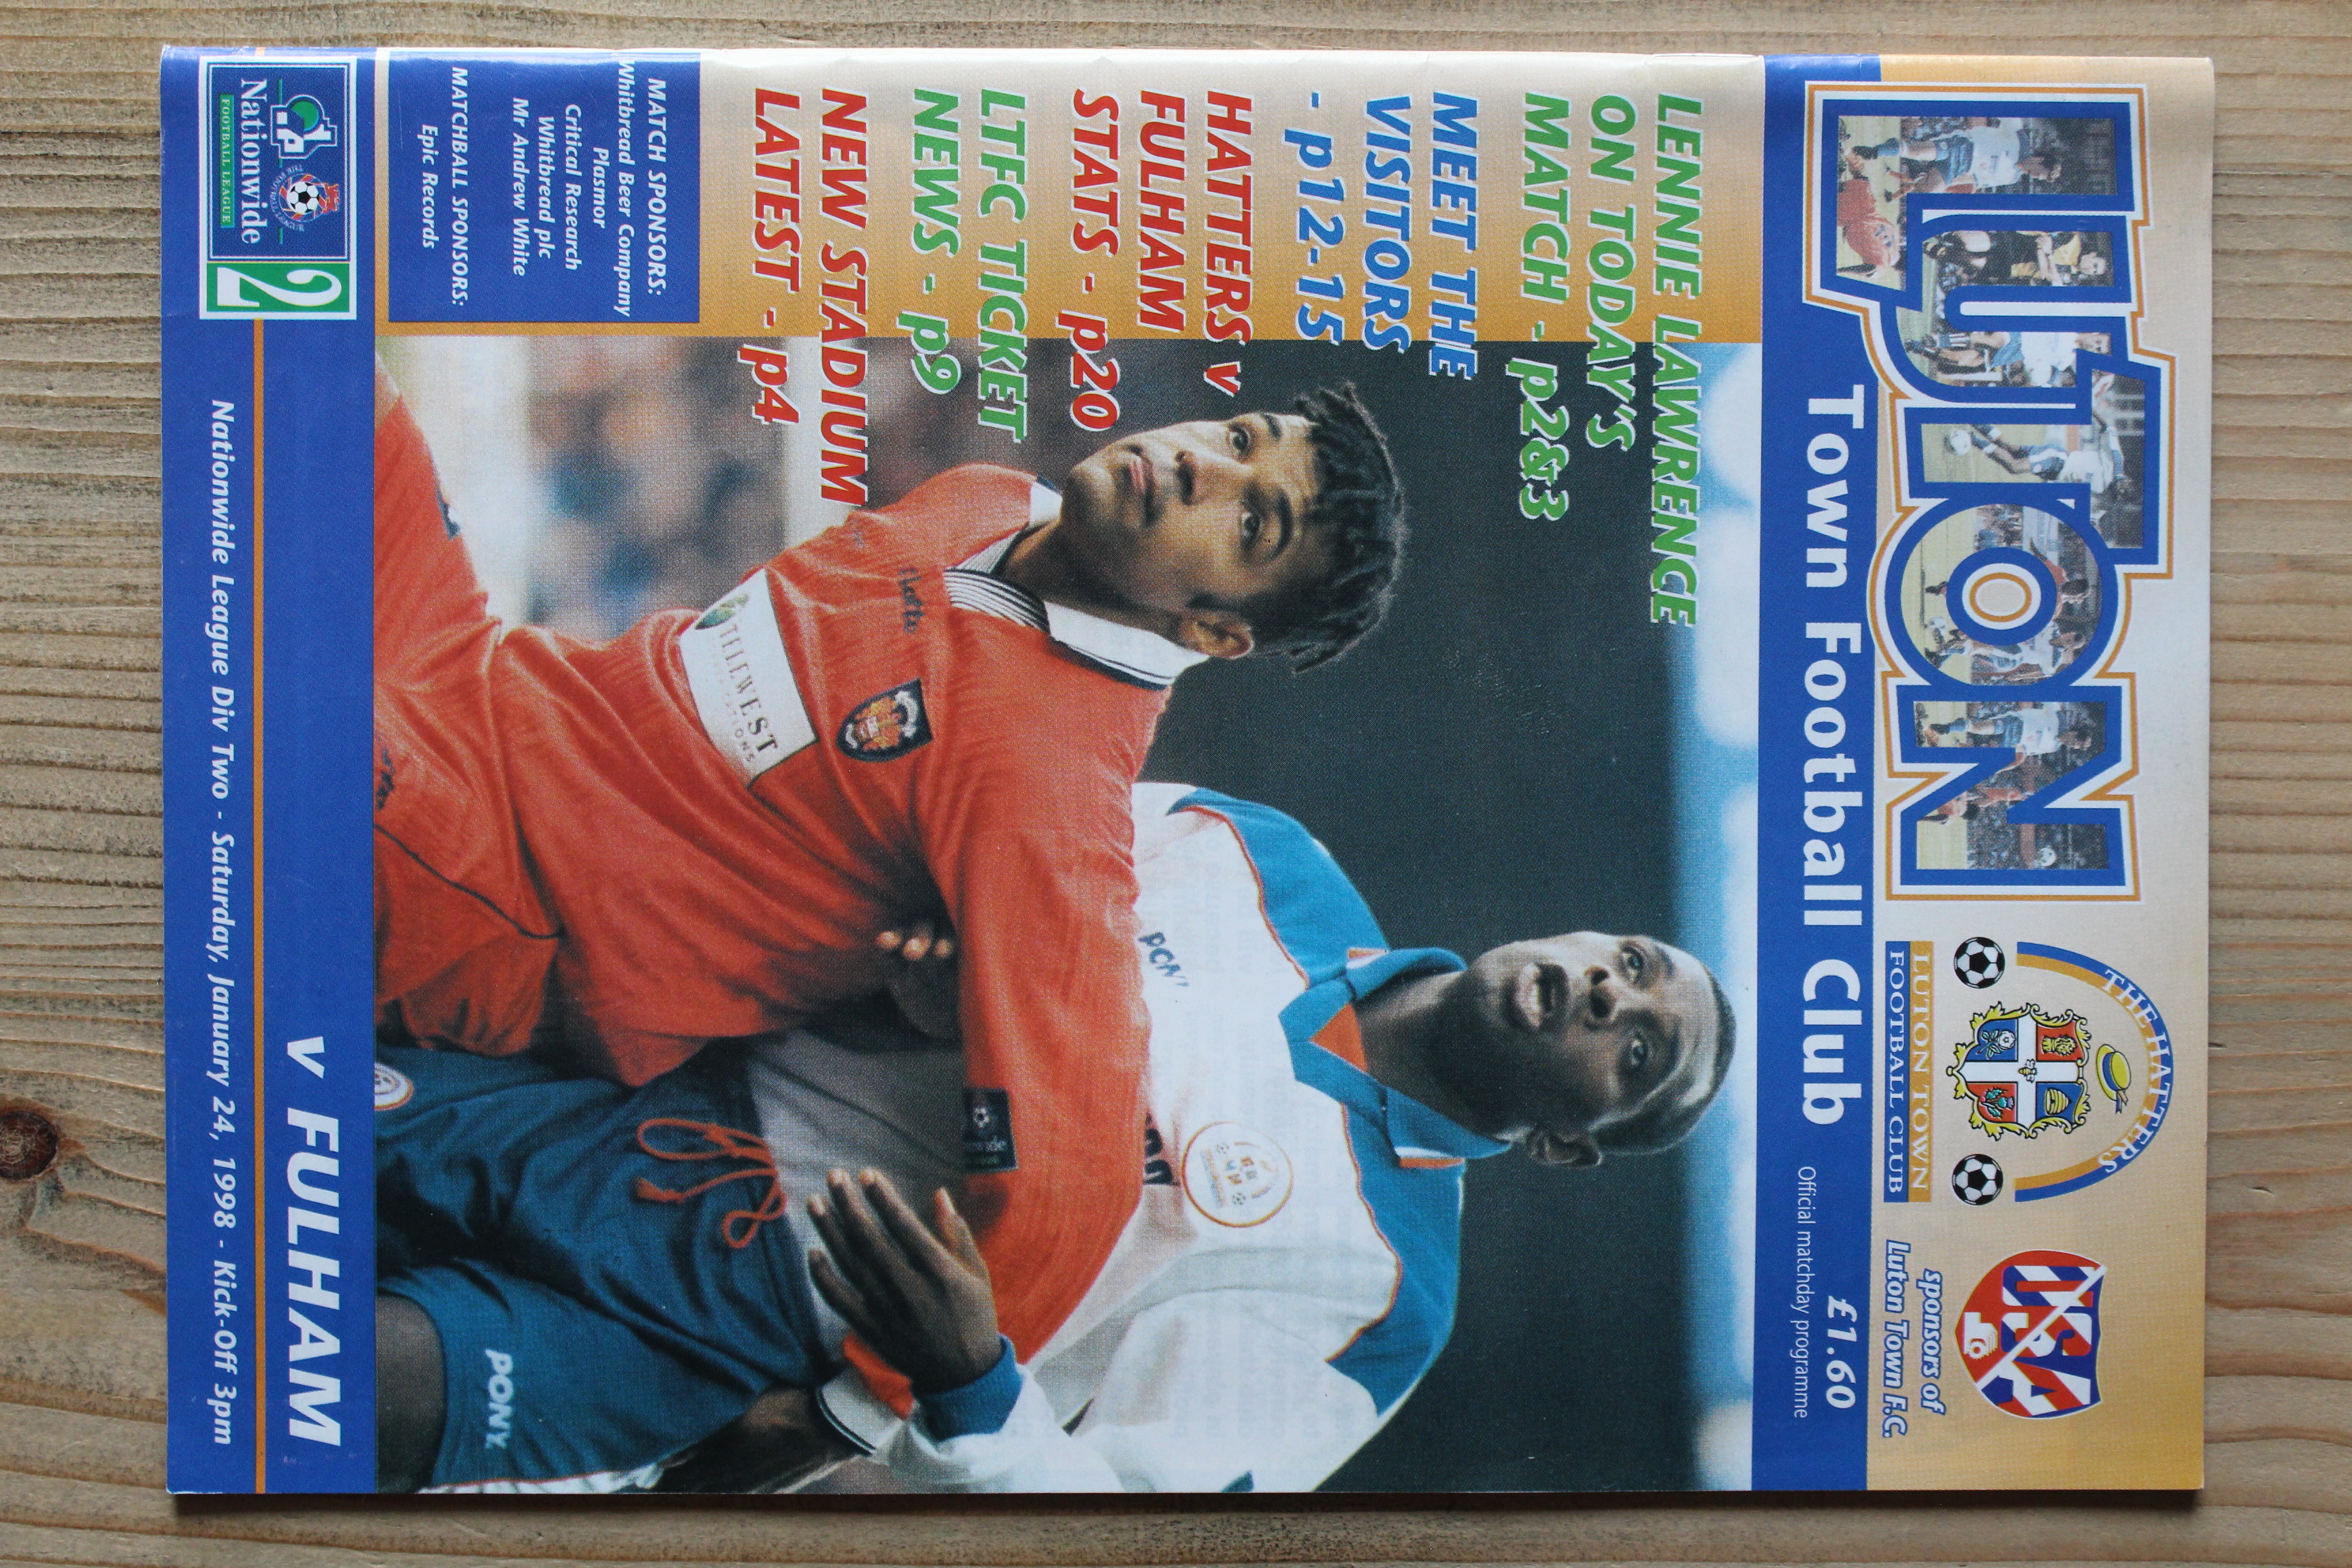 LUTON
Town Football Club
THE HATTERS
LUTON TOWN
FOOTBALL CLUB
USA
sponsors of
Luton Town F.C.
£1.60
Official matchday programme
LENNIE LAWRENCE
ON TODAY'S
MATCH - p2&3
MEET THE
VISITORS
- p12-15
HATTERS v
FULHAM
STATS - p20
LTFC TICKET
NEWS - p9
NEW STADIUM
LATEST - p4
MATCH SPONSORS:
Whitbread Beer Company
Plasmor
Critical Research
Whitbread plc
Mr Andrew White
MATCHBALL SPONSORS:
Epic Records
TELEWEST
PONY
PONY
v FULHAM
Nationwide
FOOTBALL LEAGUE
2
Nationwide League Div Two - Saturday, January 24, 1998 - Kick-Off 3pm